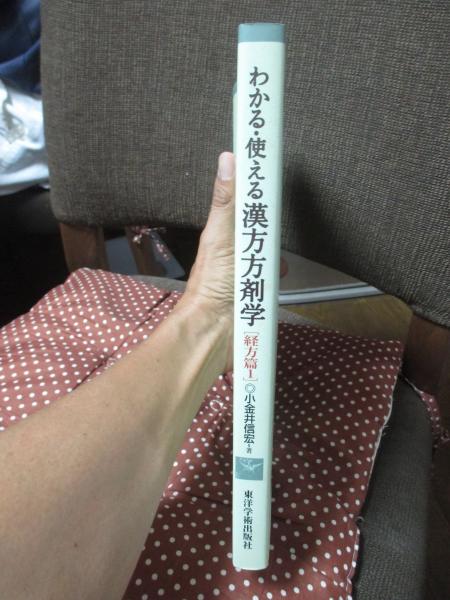 わかる・使える漢方方剤学
[経方篇1]
◎小金井信宏・著
東洋学術出版社